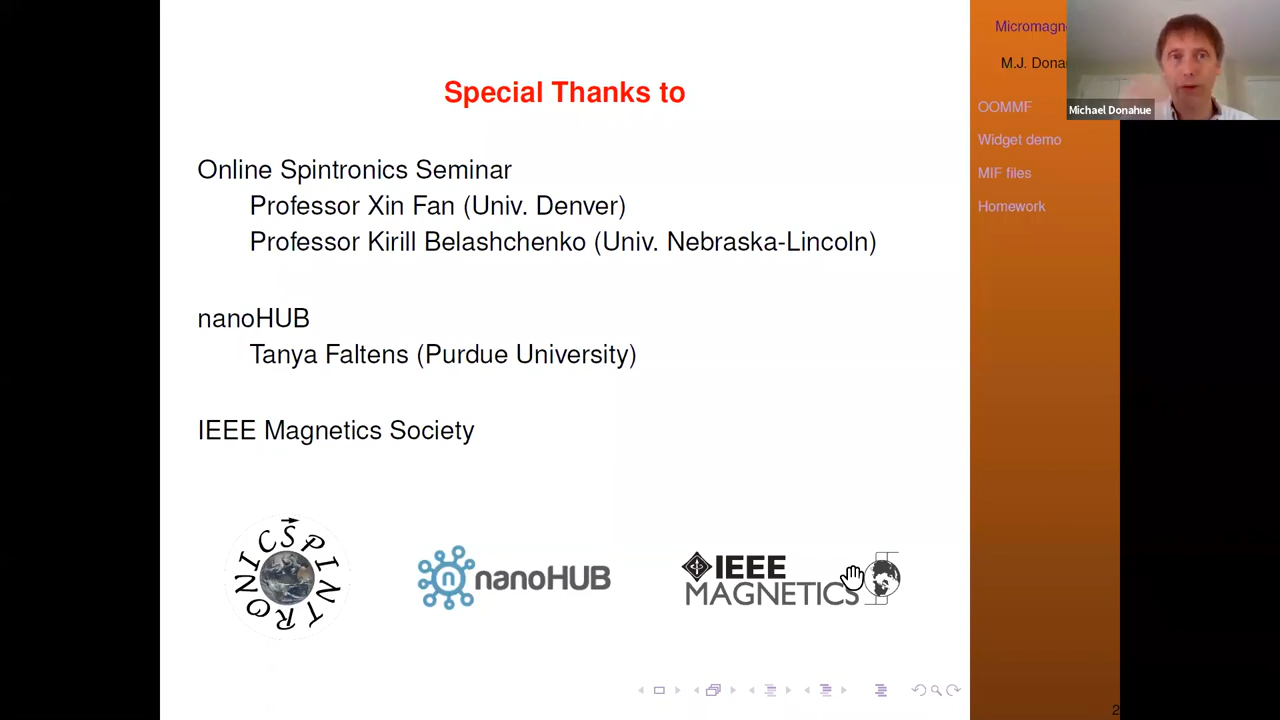 Special Thanks to
Online Spintronics Seminar
Professor Xin Fan (Univ. Denver)
Professor Kirill Belashchenko (Univ. Nebraska-Lincoln)
nanoHUB
Tanya Faltens (Purdue University)
IEEE Magnetics Society
SPINTRONICS
n nanoHUB
IEEE
MAGNETICS
Micromagn
M.J. Dona
Michael Donahue
OOMMF
Widget demo
MIF files
Homework
2